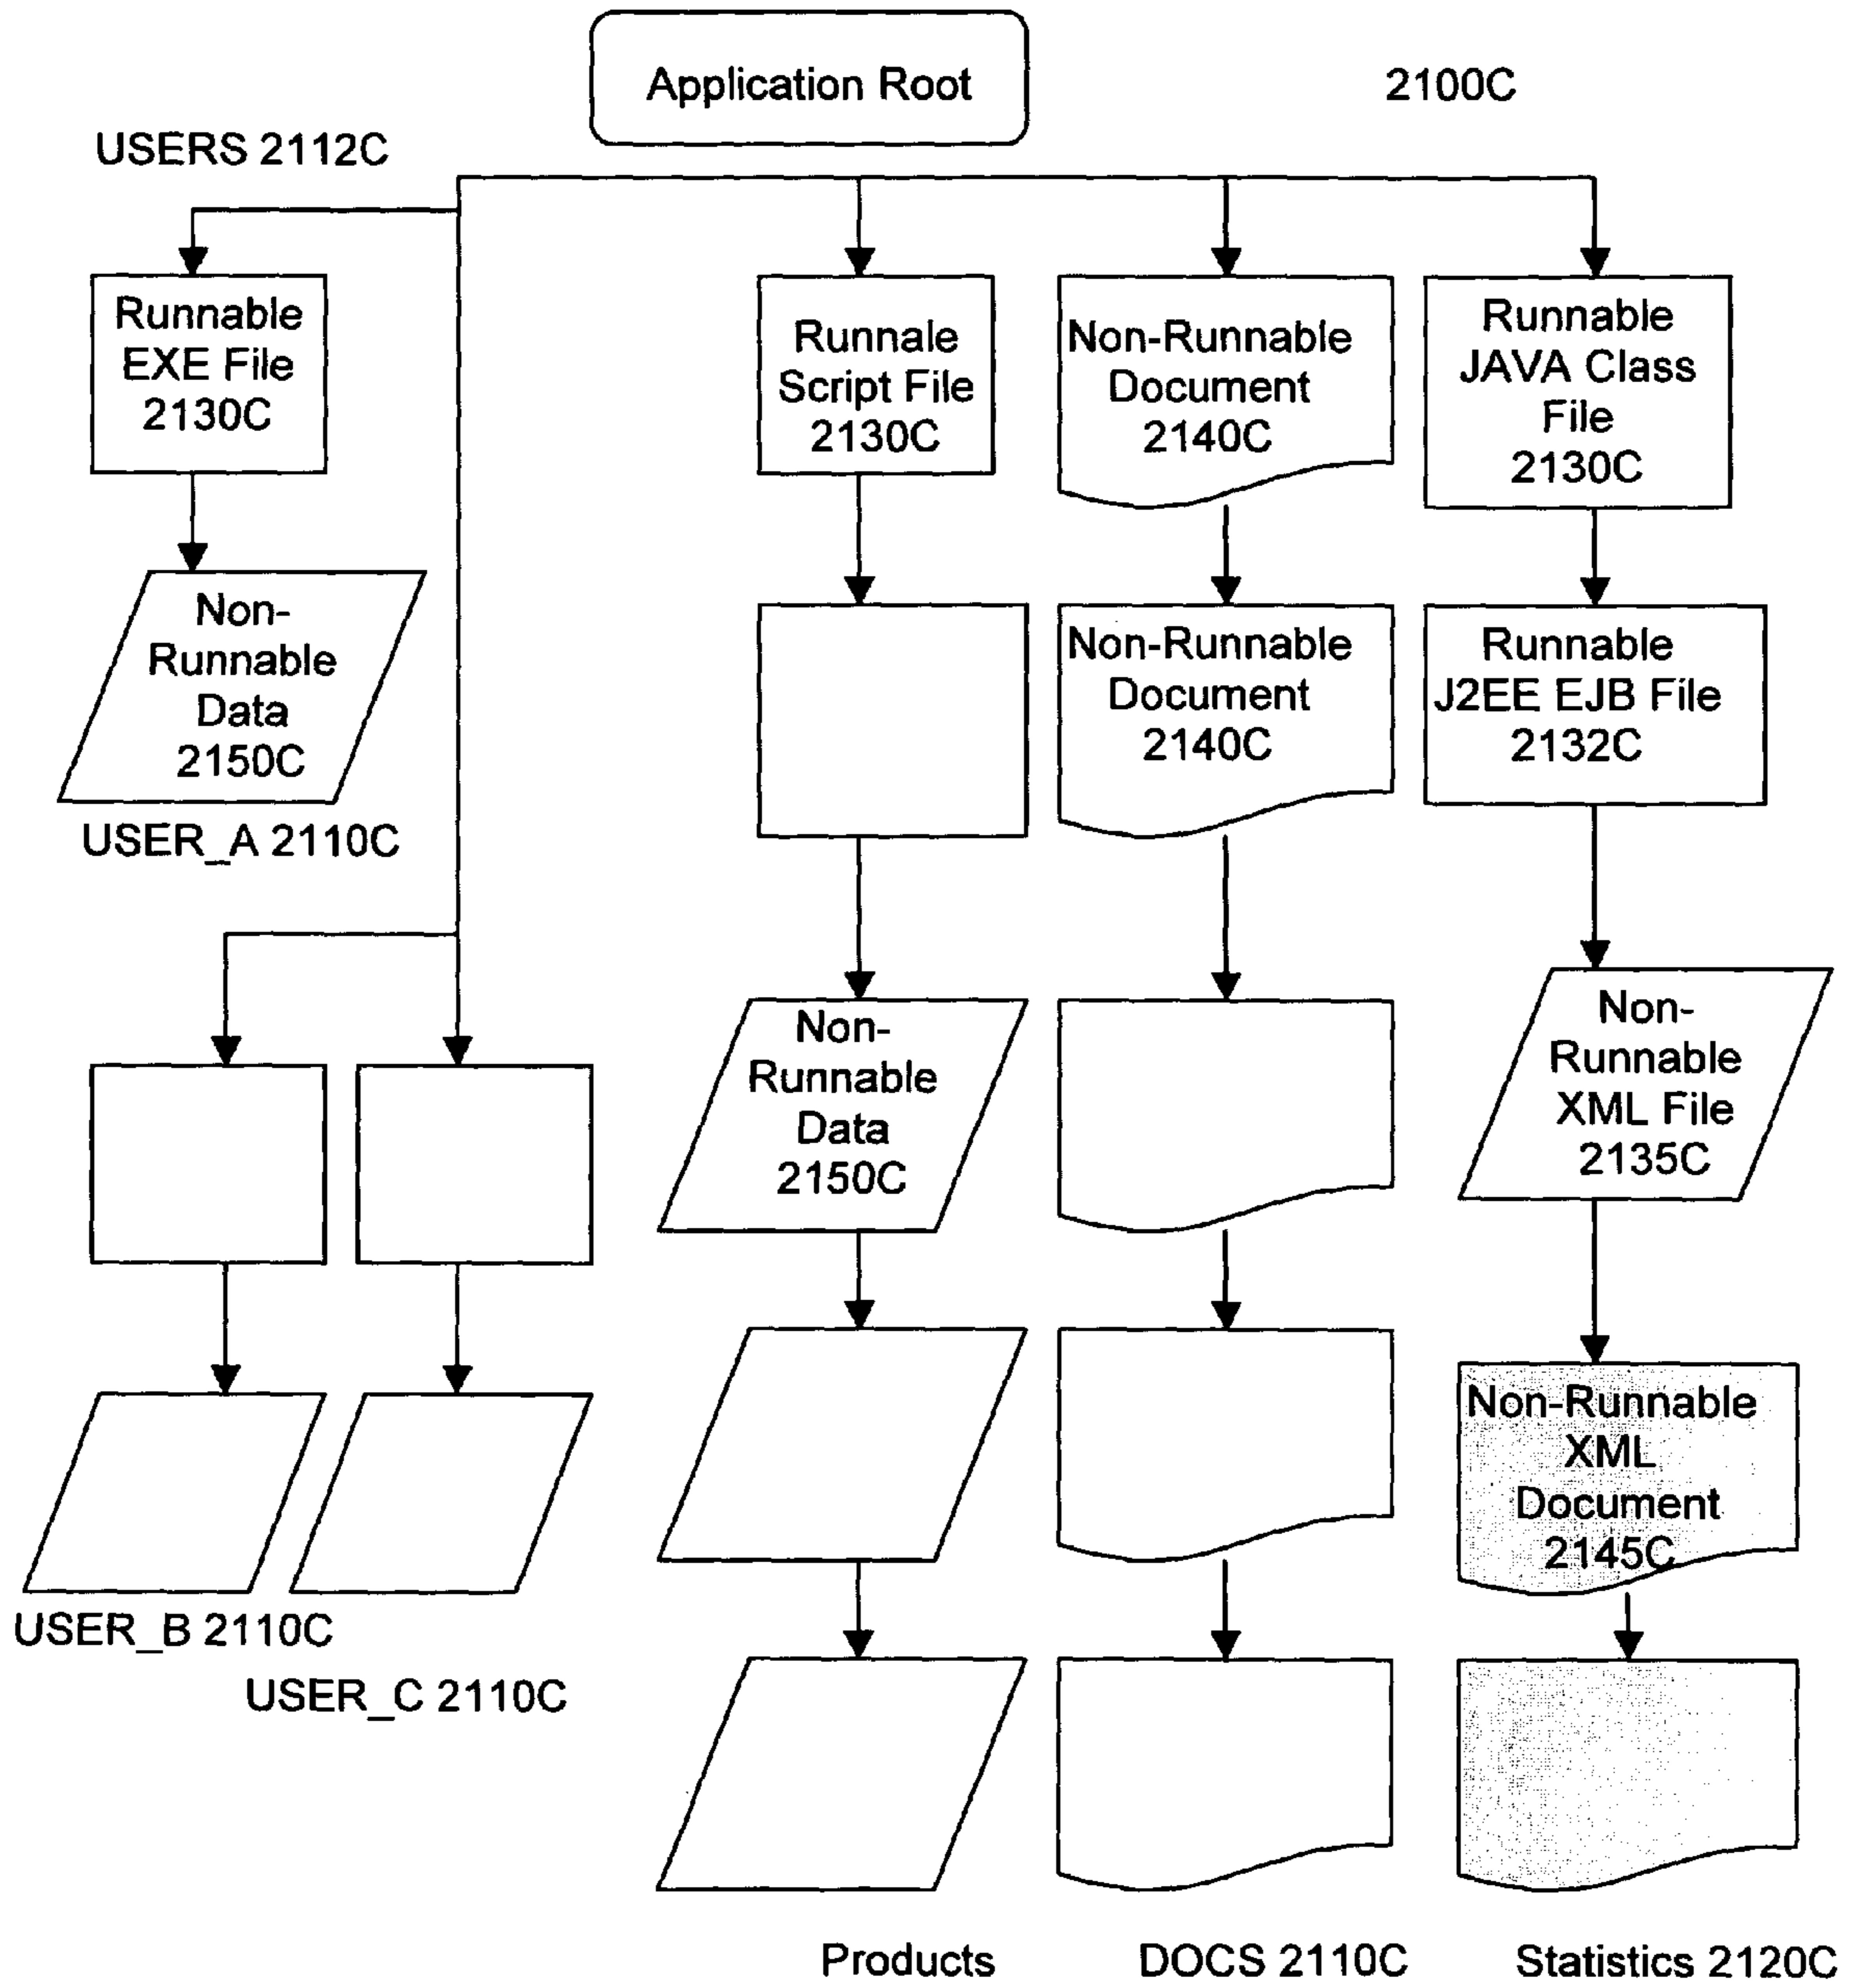 Application Root
2100C
USERS 2112C
Runnable
EXE File
2130C
Runnale
Script File
2130C
Non-Runnable
Document
2140C
Runnable
JAVA Class
File
2130C
Non-
Runnable
Data
2150C
USER_A 2110C
Non-Runnable
Document
2140C
Runnable
J2EE EJB File
2132C
Non-
Runnable
Data
2150C
Non-
Runnable
XML File
2135C
Non-Runnable
XML
Document
2145C
USER_B 2110C
USER_C 2110C
Products
DOCS 2110C
Statistics 2120C